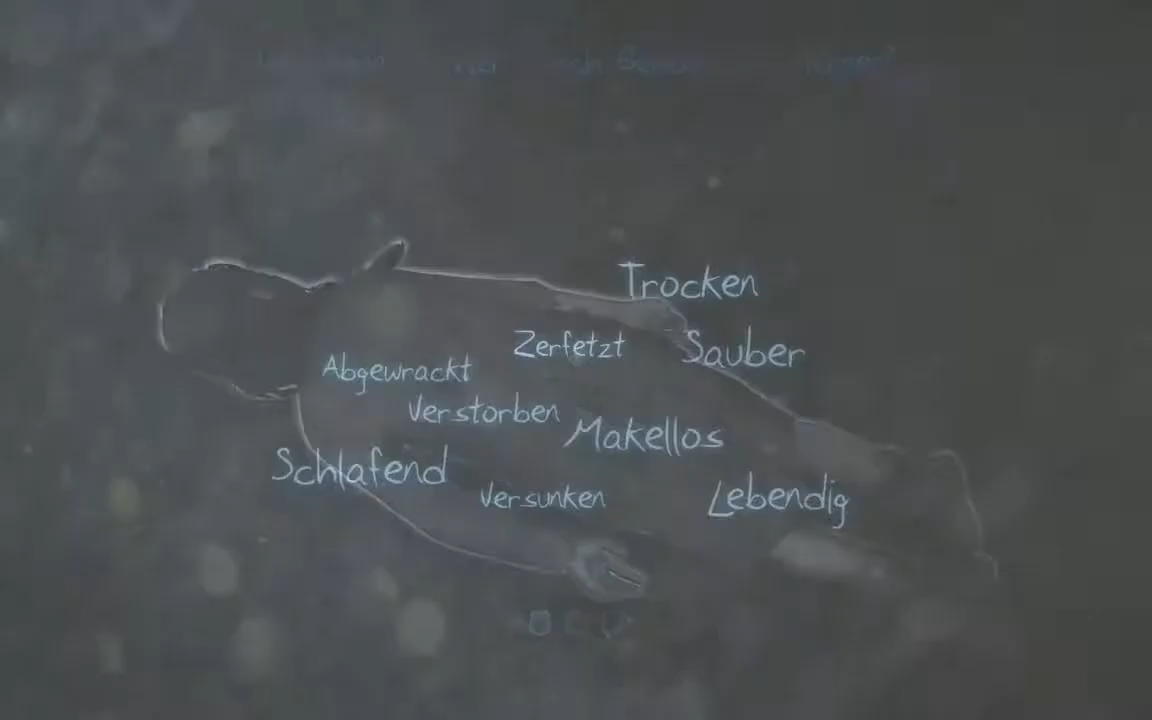 Trocken
Zerfetzt
Sauber
Abgewrackt
Verstorben
Makellos
Schlafend
Versunken
Lebendig